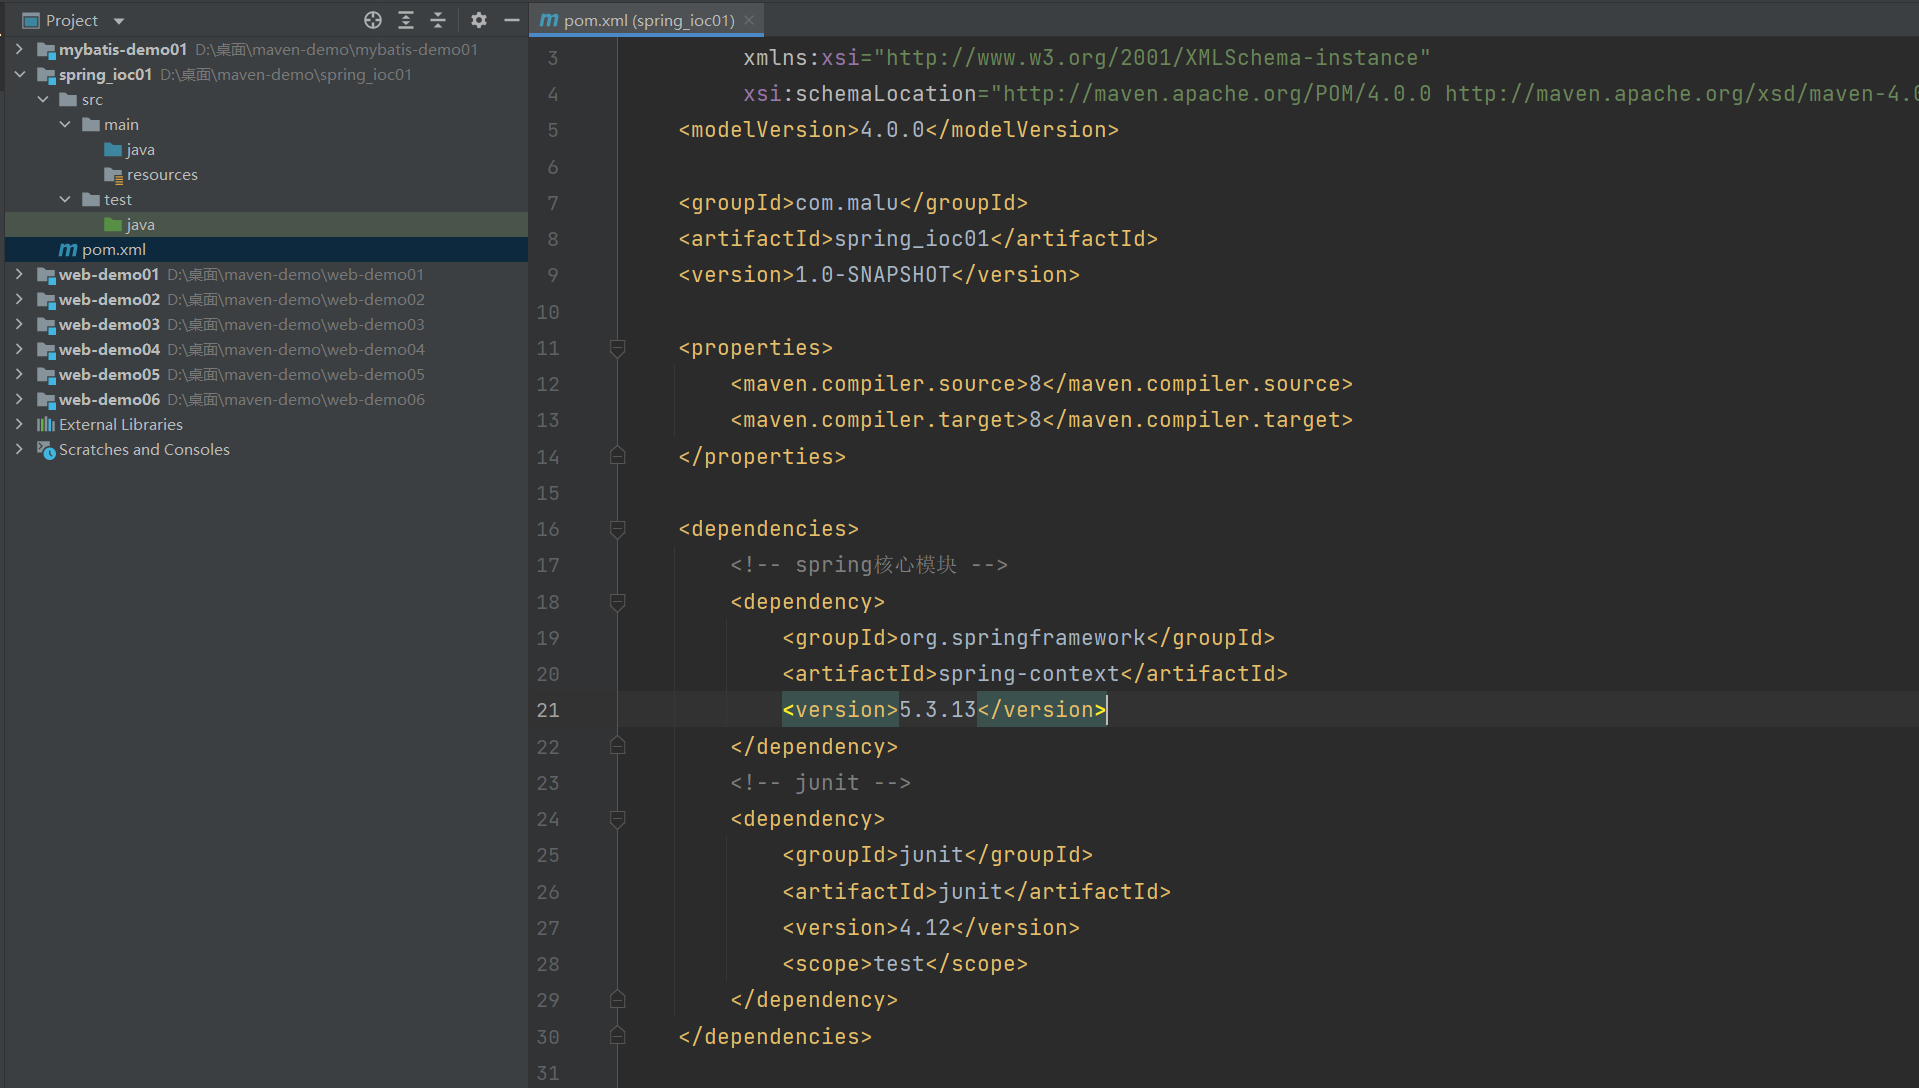 Project
mybatis-demo01 D:\桌面\maven-demo\mybatis-demo01
spring_ioc01 D:\桌面\maven-demo\spring_ioc01
src
main
java
resources
test
java
pom.xml
web-demo01 D:\桌面\maven-demo\web-demo01
web-demo02 D:\桌面\maven-demo\web-demo02
web-demo03 D:\桌面\maven-demo\web-demo03
web-demo04 D:\桌面\maven-demo\web-demo04
web-demo05 D:\桌面\maven-demo\web-demo05
web-demo06 D:\桌面\maven-demo\web-demo06
External Libraries
Scratches and Consoles
pom.xml (spring_ioc01)
3 xmlns:xsi="http://www.w3.org/2001/XMLSchema-instance"
4 xsi:schemaLocation="http://maven.apache.org/POM/4.0.0 http://maven.apache.org/xsd/maven-4.0
5 <modelVersion>4.0.0</modelVersion>
6
7 <groupId>com.malu</groupId>
8 <artifactId>spring_ioc01</artifactId>
9 <version>1.0-SNAPSHOT</version>
10
11 <properties>
12 <maven.compiler.source>8</maven.compiler.source>
13 <maven.compiler.target>8</maven.compiler.target>
14 </properties>
15
16 <dependencies>
17 <!-- spring核心模块 -->
18 <dependency>
19 <groupId>org.springframework</groupId>
20 <artifactId>spring-context</artifactId>
21 <version>5.3.13</version>
22 </dependency>
23 <!-- junit -->
24 <dependency>
25 <groupId>junit</groupId>
26 <artifactId>junit</artifactId>
27 <version>4.12</version>
28 <scope>test</scope>
29 </dependency>
30 </dependencies>
31